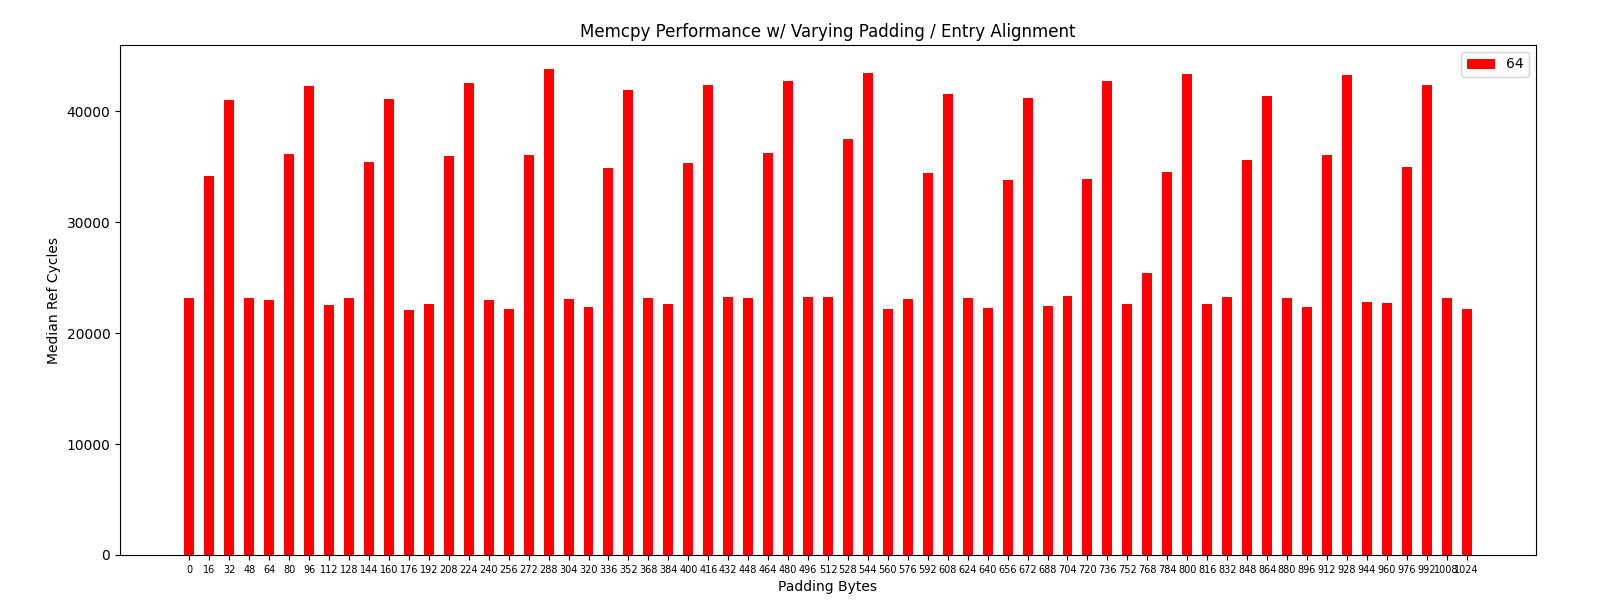 Memcpy Performance w/ Varying Padding / Entry Alignment
64
Median Ref Cycles
40000
30000
20000
10000
0
0 16 32 48 64 80 96 112 128 144 160 176 192 208 224 240 256 272 288 304 320 336 352 368 384 400 416 432 448 464 480 496 512 528 544 560 576 592 608 624 640 656 672 688 704 720 736 752 768 784 800 816 832 848 864 880 896 912 928 944 960 976 992 1008 1024
Padding Bytes